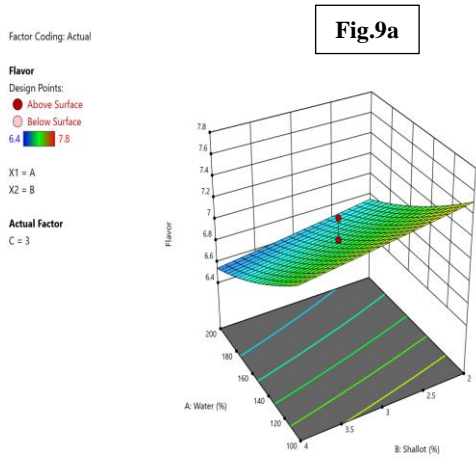 Fig.9a
Factor Coding: Actual
Flavor
Design Points:
Above Surface
Below Surface
6.4 7.8
X1 = A
X2 = B
Actual Factor
C = 3
7.8
7.6
7.4
7.2
7
6.8
6.6
6.4
Flavor
200
180
160
140
120
100
A: Water (%)
2
2.5
3
3.5
4
B: Shallot (%)